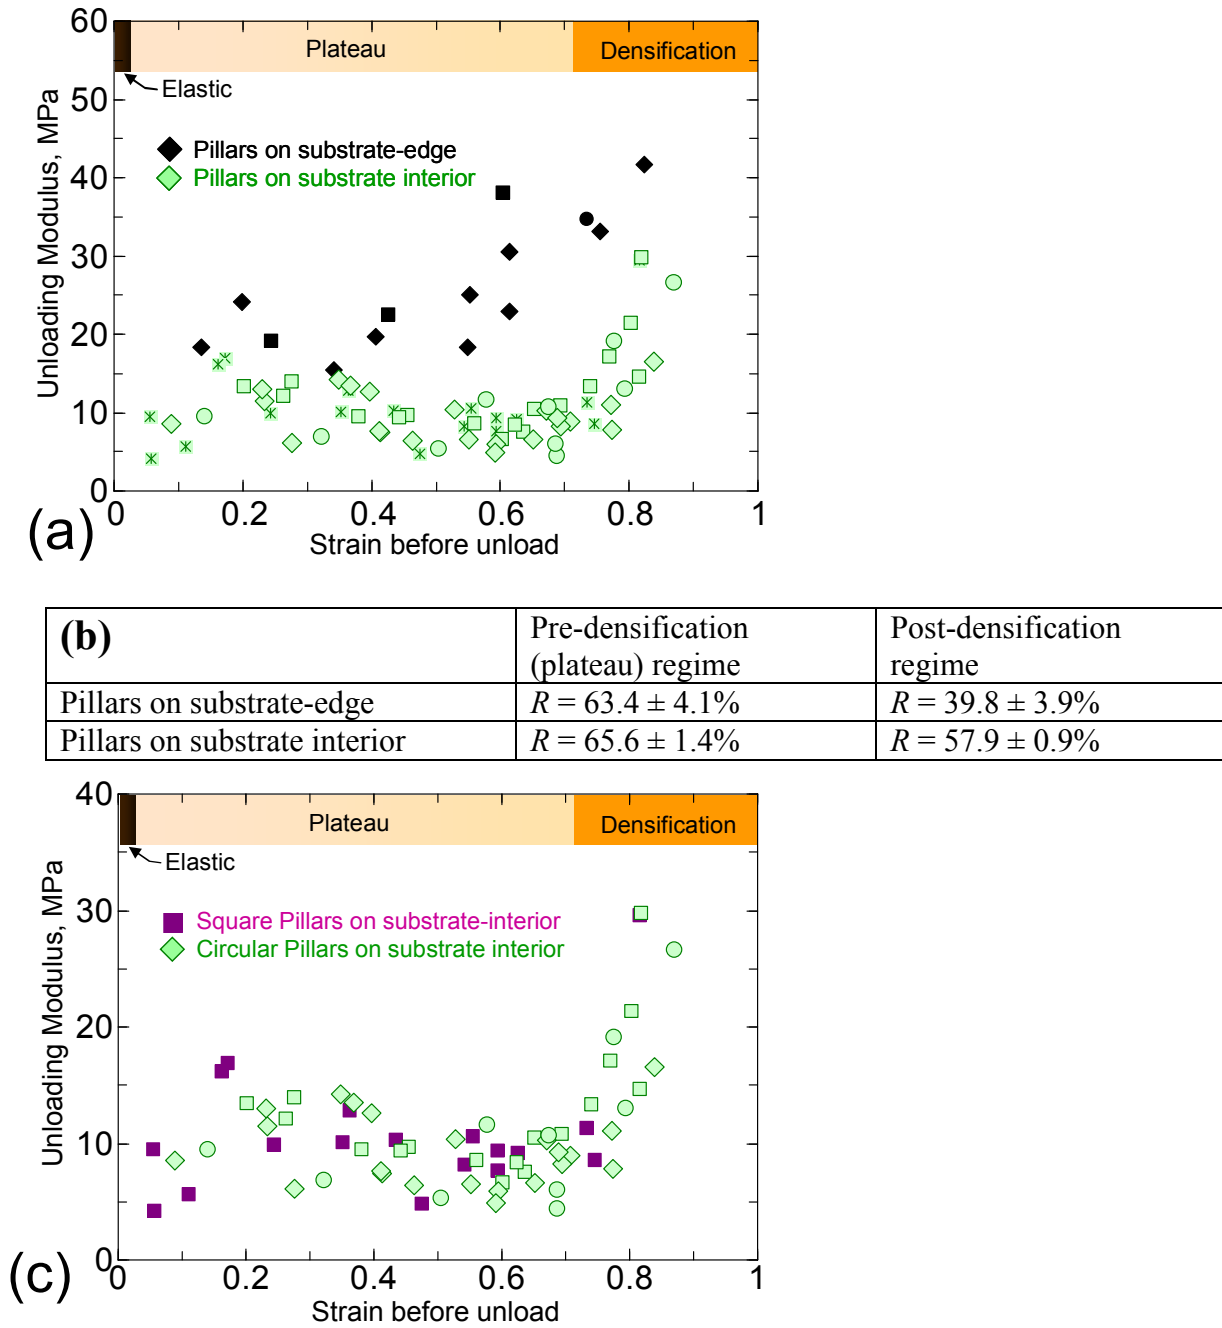 60
50
40
30
20
10
0
Unloading Modulus, MPa
Plateau
Densification
Elastic
Pillars on substrate-edge
Pillars on substrate interior
0 0.2 0.4 0.6 0.8 1
Strain before unload
(a)
(b) Pre-densification (plateau) regime Post-densification regime
Pillars on substrate-edge R = 63.4 ± 4.1% R = 39.8 ± 3.9%
Pillars on substrate interior R = 65.6 ± 1.4% R = 57.9 ± 0.9%
40
30
20
10
0
Unloading Modulus, MPa
Plateau
Densification
Elastic
Square Pillars on substrate-interior
Circular Pillars on substrate interior
0 0.2 0.4 0.6 0.8 1
Strain before unload
(c)